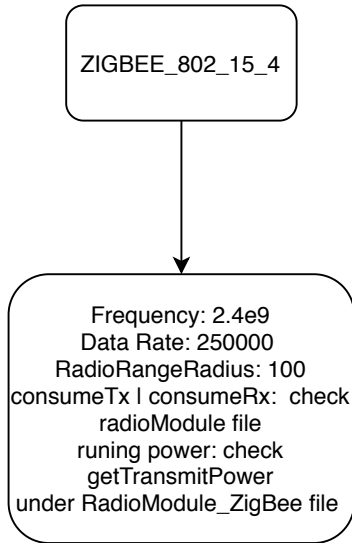 ZIGBEE_802_15_4
Frequency: 2.4e9
Data Rate: 250000
RadioRangeRadius: 100
consumeTx | consumeRx: check
radioModule file
runing power: check
getTransmitPower
under RadioModule_ZigBee file